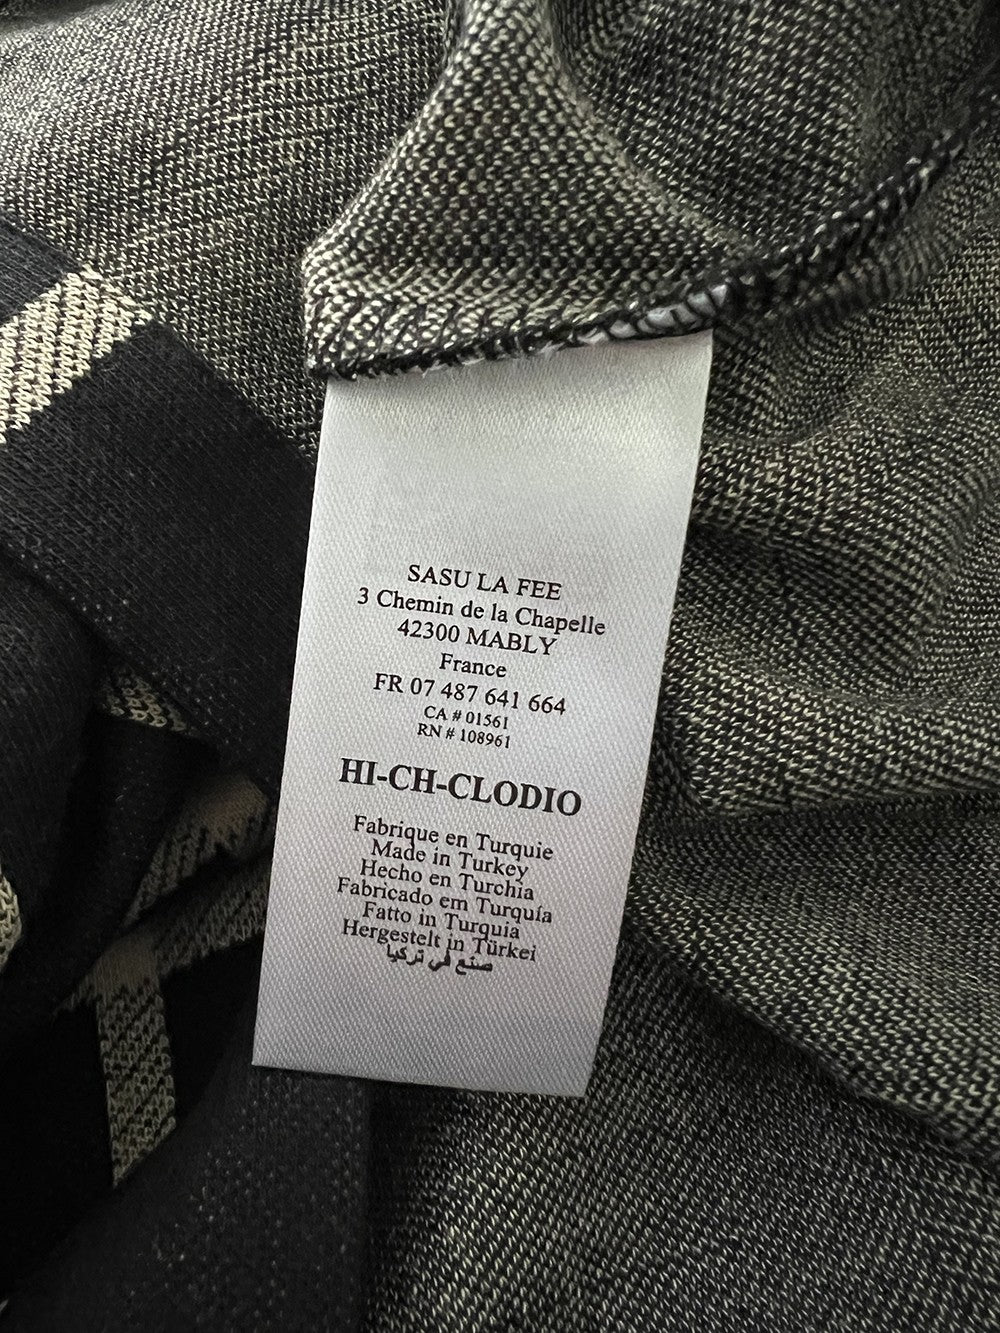 SASU LA FEE
3 Chemin de la Chapelle
42300 MABLY
France
FR 07 487 641 664
CA # 01561
RN # 108961
HI-CH-CLODIO
Fabrique en Turquie
Made in Turkey
Hecho en Turchia
Fabricado em Turquía
Fatto in Turquia
Hergestelt in Türkei
صنع في تركيا